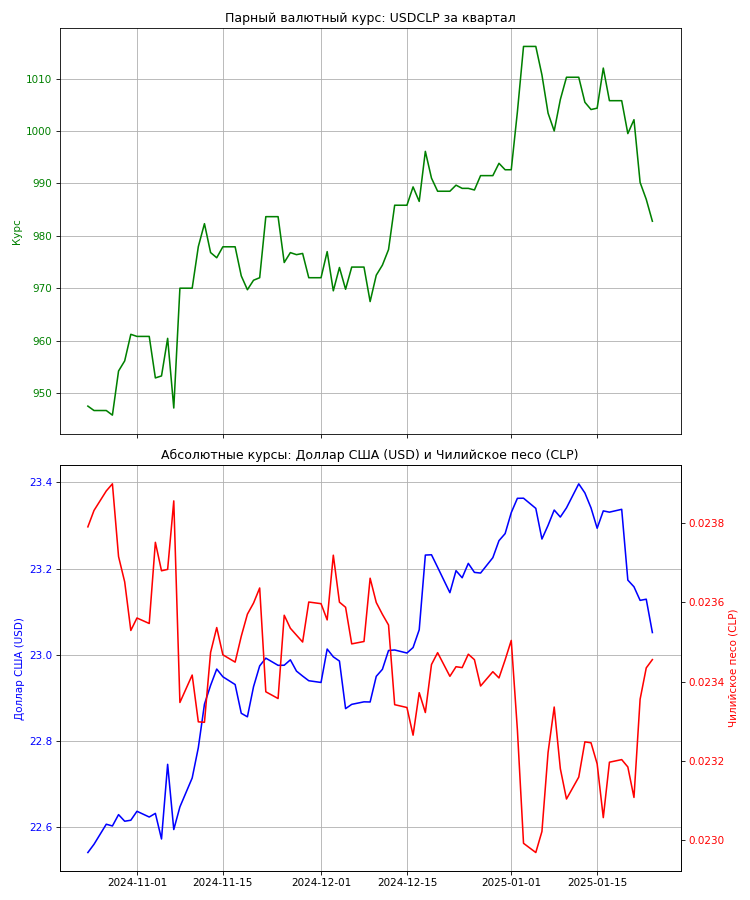 Парный валютный курс: USDCLP за квартал
1010
1000
990
980
970
960
950
Курс
Абсолютные курсы: Доллар США (USD) и Чилийское песо (CLP)
23.4
23.2
23.0
22.8
22.6
Доллар США (USD)
0.0238
0.0236
0.0234
0.0232
0.0230
Чилийское песо (CLP)
2024-11-01 2024-11-15 2024-12-01 2024-12-15 2025-01-01 2025-01-15